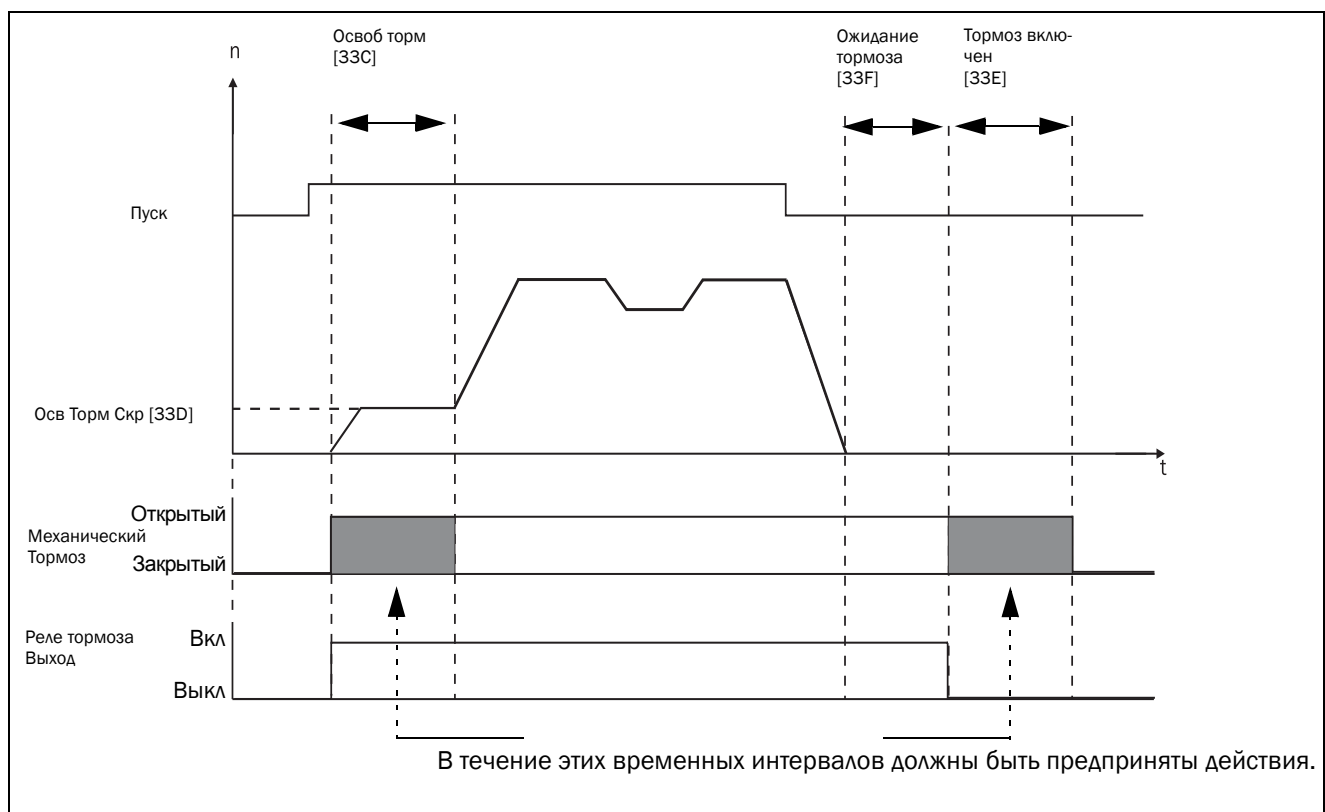 n
Освоб торм
[33C]
Ожидание
тормоза
[33F]
Тормоз вклю-
чен
[33E]
Пуск
Осв Торм Скр [33D]
t
Открытый
Механический
Тормоз
Закрытый
Реле тормоза
Выход
Вкл
Выкл
В течение этих временных интервалов должны быть предприняты действия.